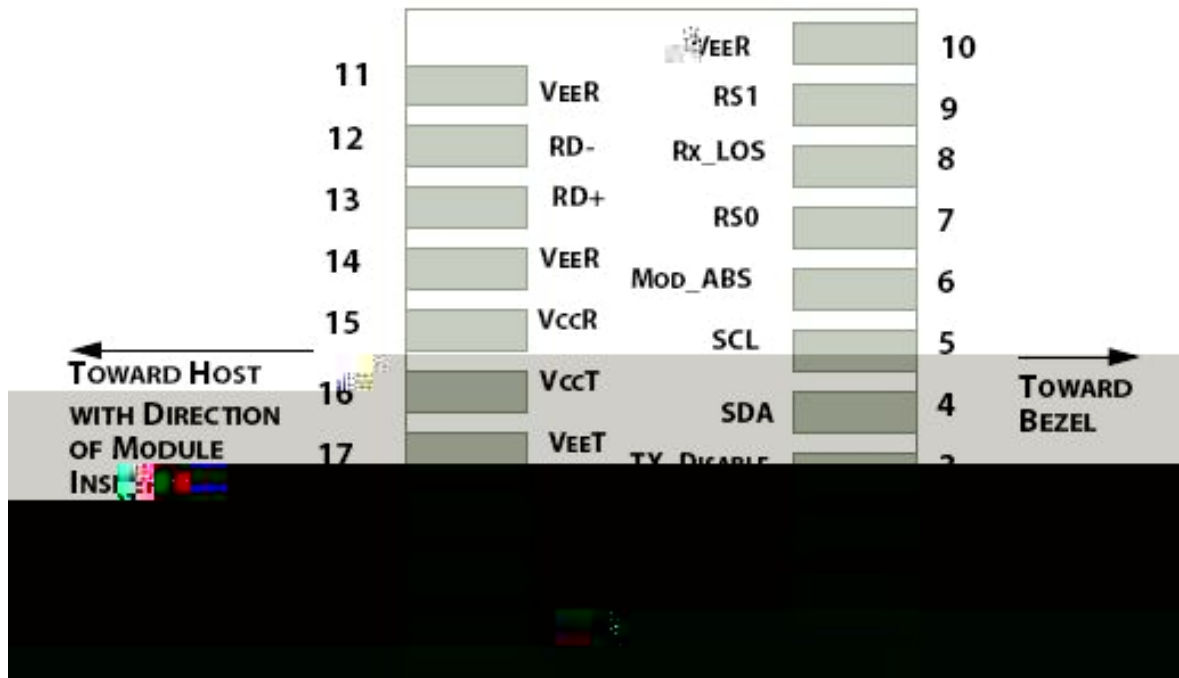 VEER 10
11 VEER RS1 9
12 RD- RX_LOS 8
13 RD+ RS0 7
14 VEER MOD_ABS 6
15 VCCR SCL 5
TOWARD HOST
WITH DIRECTION
OF MODULE
16 VCCT SDA 4
17 VEET TX_DISABLE
TOWARD
BEZEL